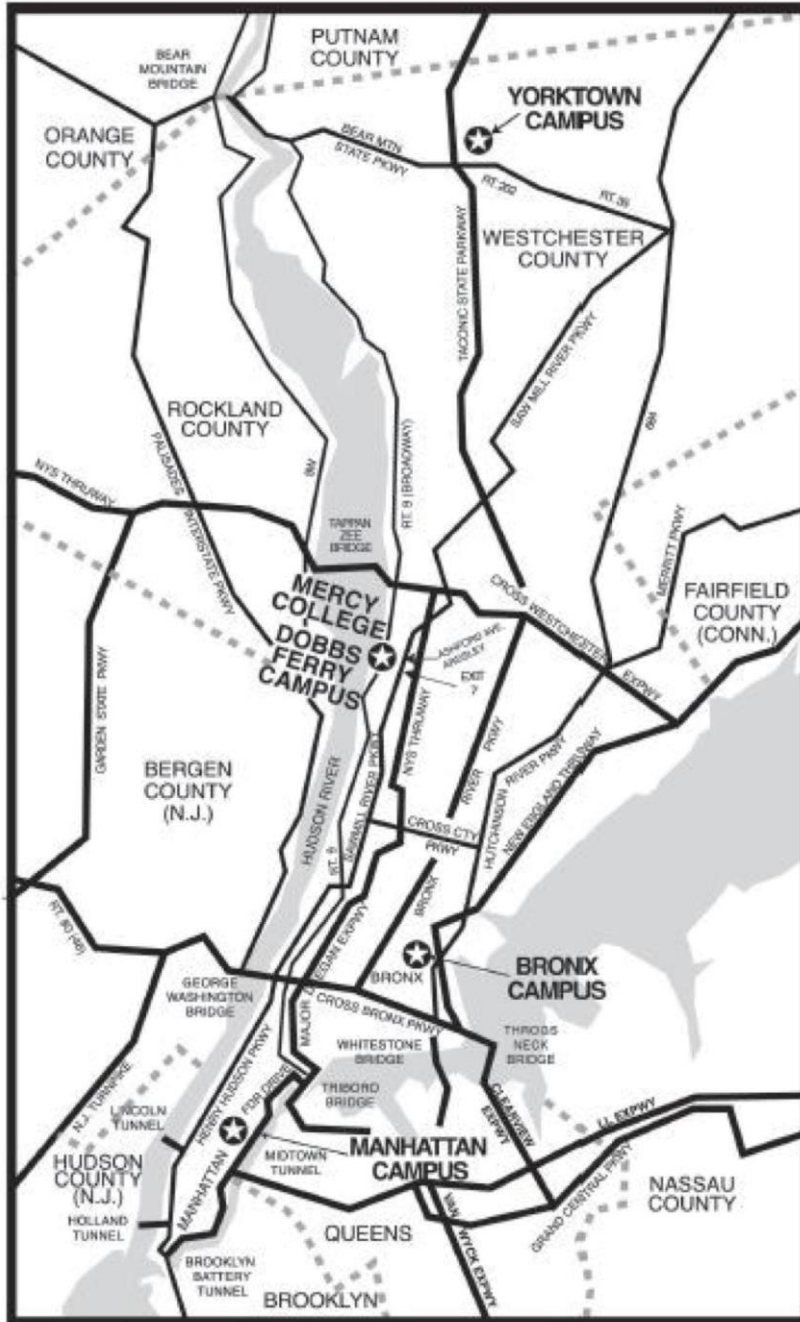 PUTNAM
COUNTY
BEAR
MOUNTAIN
BRIDGE
YORKTOWN
CAMPUS
ORANGE
COUNTY
BEAR MTN
STATE PKWY
RT. 202
RT. 35
WESTCHESTER
COUNTY
TACONIC STATE PARKWAY
SAW MILL RIVER PKWY
684
ROCKLAND
COUNTY
PALISADES INTERSTATE PKWY
9W
RT. 9 (BROADWAY)
NYS THRUWAY
TAPPAN
ZEE
BRIDGE
MERRITT PKWY
MERCY
COLLEGE
DOBBS
FERRY
CAMPUS
CROSS WESTCHESTER EXPWY
FAIRFIELD
COUNTY
(CONN.)
ASHFORD AVE.
ARDSLEY
EXIT
7
GARDEN STATE PKWY
NYS THRUWAY
BRONX RIVER PKWY
HUTCHINSON RIVER PKWY
NEW ENGLAND THRUWAY
BERGEN
COUNTY
(N.J.)
HUDSON RIVER
RT. 9
SAWMILL RIVER PKWY
CROSS CTY
PKWY
RT. 80 (46)
MAJOR DEEGAN EXPWY
BRONX
BRONX
CAMPUS
GEORGE
WASHINGTON
BRIDGE
CROSS BRONX PKWY
WHITESTONE
BRIDGE
THROGS
NECK
BRIDGE
HENRY HUDSON PKWY
FDR DRIVE
TRIBORO
BRIDGE
N.J. TURNPIKE
LINCOLN
TUNNEL
CLEARVIEW
EXPWY
L.I. EXPWY
MANHATTAN
CAMPUS
MIDTOWN
TUNNEL
MANHATTAN
HUDSON
COUNTY
(N.J.)
GRAND CENTRAL PKWY
NASSAU
COUNTY
HOLLAND
TUNNEL
QUEENS
VAN WYCK EXPWY
BROOKLYN
BATTERY
TUNNEL
BROOKLYN